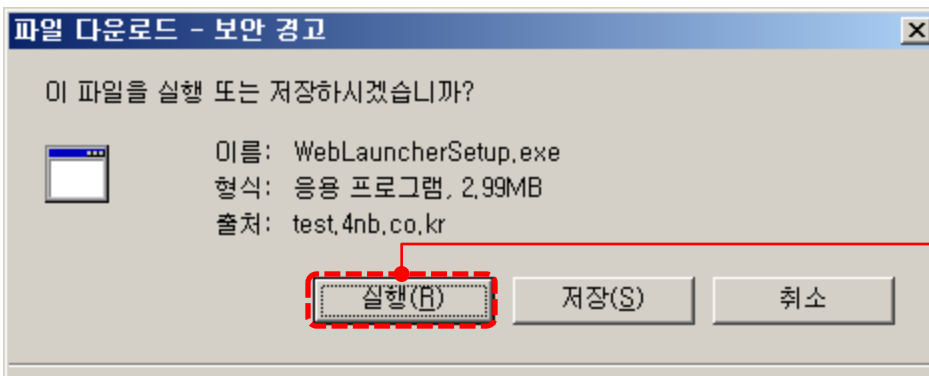 파일 다운로드 - 보안 경고
이 파일을 실행 또는 저장하시겠습니까?
이름: WebLauncherSetup.exe
형식: 응용 프로그램, 2.99MB
출처: test.4nb.co.kr
실행(R) 저장(S) 취소